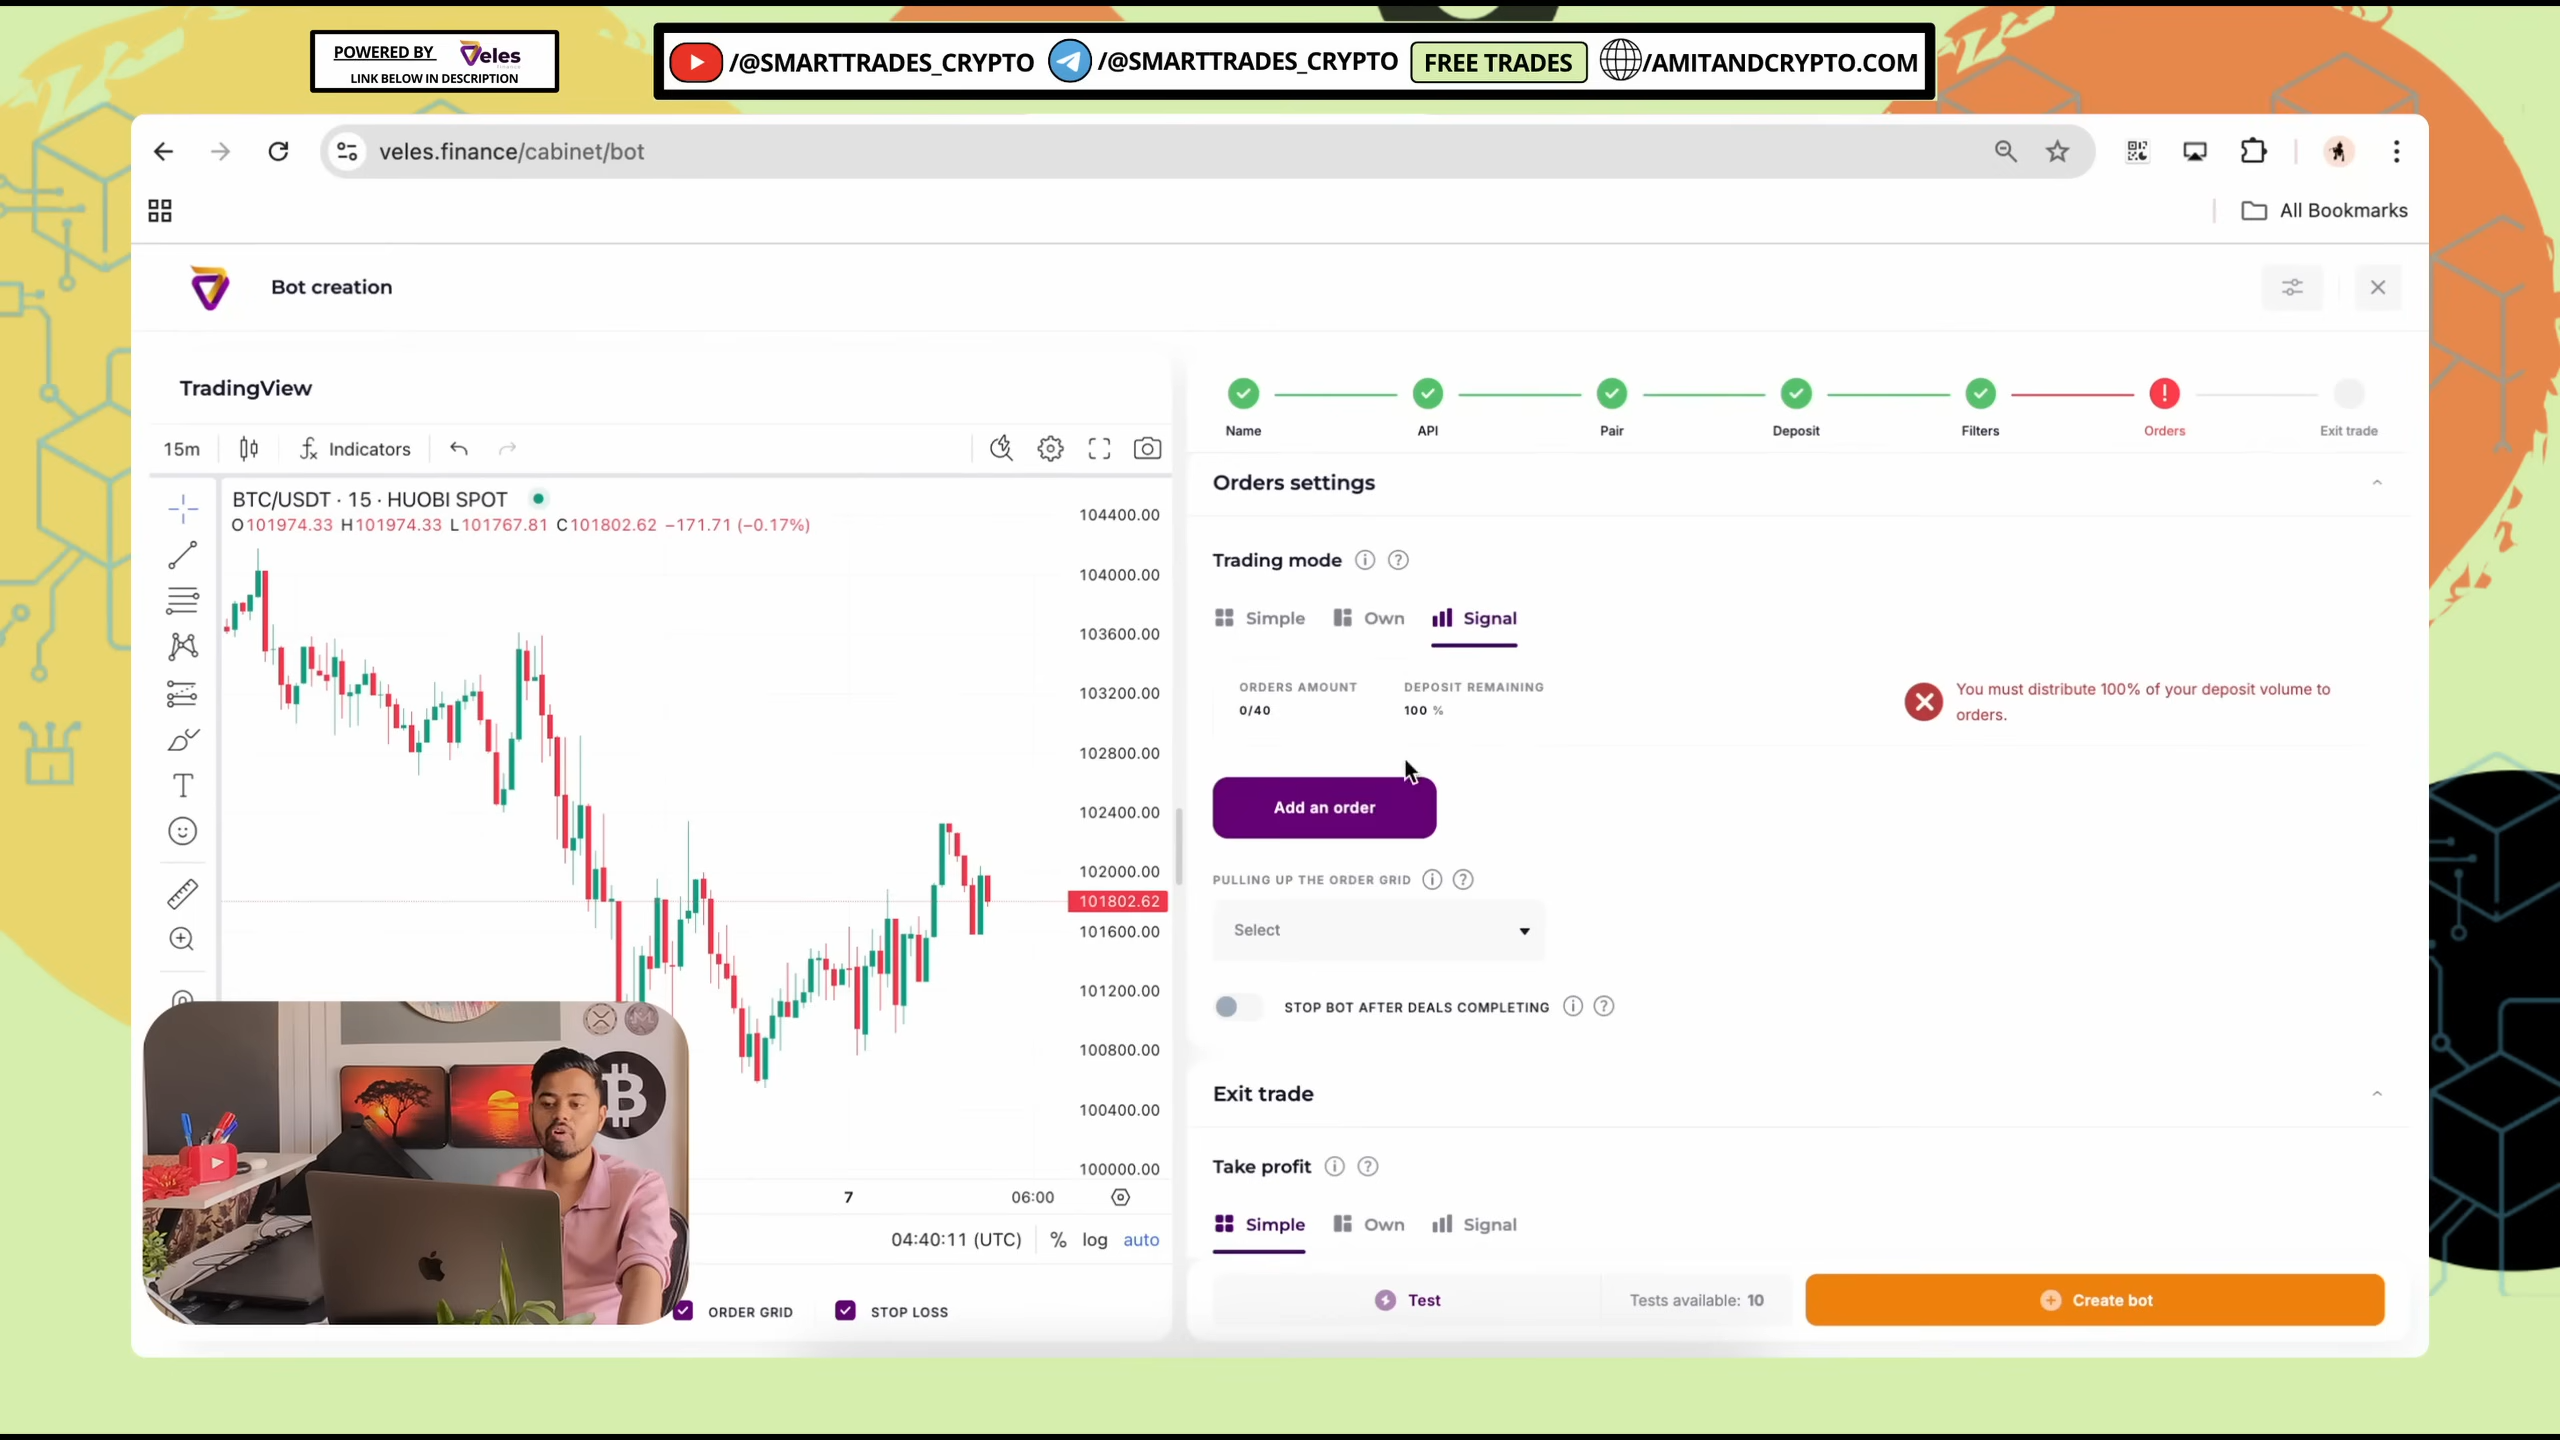 POWERED BY Veles
LINK BELOW IN DESCRIPTION
/@SMARTTRADES_CRYPTO /@SMARTTRADES_CRYPTO FREE TRADES /AMITANDCRYPTO.COM
veles.finance/cabinet/bot
All Bookmarks
Bot creation
TradingView
15m Indicators
BTC/USDT · 15 · HUOBI SPOT
O101974.33 H101974.33 L101767.81 C101802.62 −171.71 (−0.17%)
104400.00
104000.00
103600.00
103200.00
102800.00
102400.00
102000.00
101802.62
101600.00
101200.00
100800.00
100400.00
100000.00
7 06:00
04:40:11 (UTC) % log auto
ORDER GRID STOP LOSS
Name API Pair Deposit Filters Orders Exit trade
Orders settings
Trading mode
Simple Own Signal
ORDERS AMOUNT DEPOSIT REMAINING
0/40 100 %
You must distribute 100% of your deposit volume to
orders.
Add an order
PULLING UP THE ORDER GRID
Select
STOP BOT AFTER DEALS COMPLETING
Exit trade
Take profit
Simple Own Signal
Test Tests available: 10 Create bot